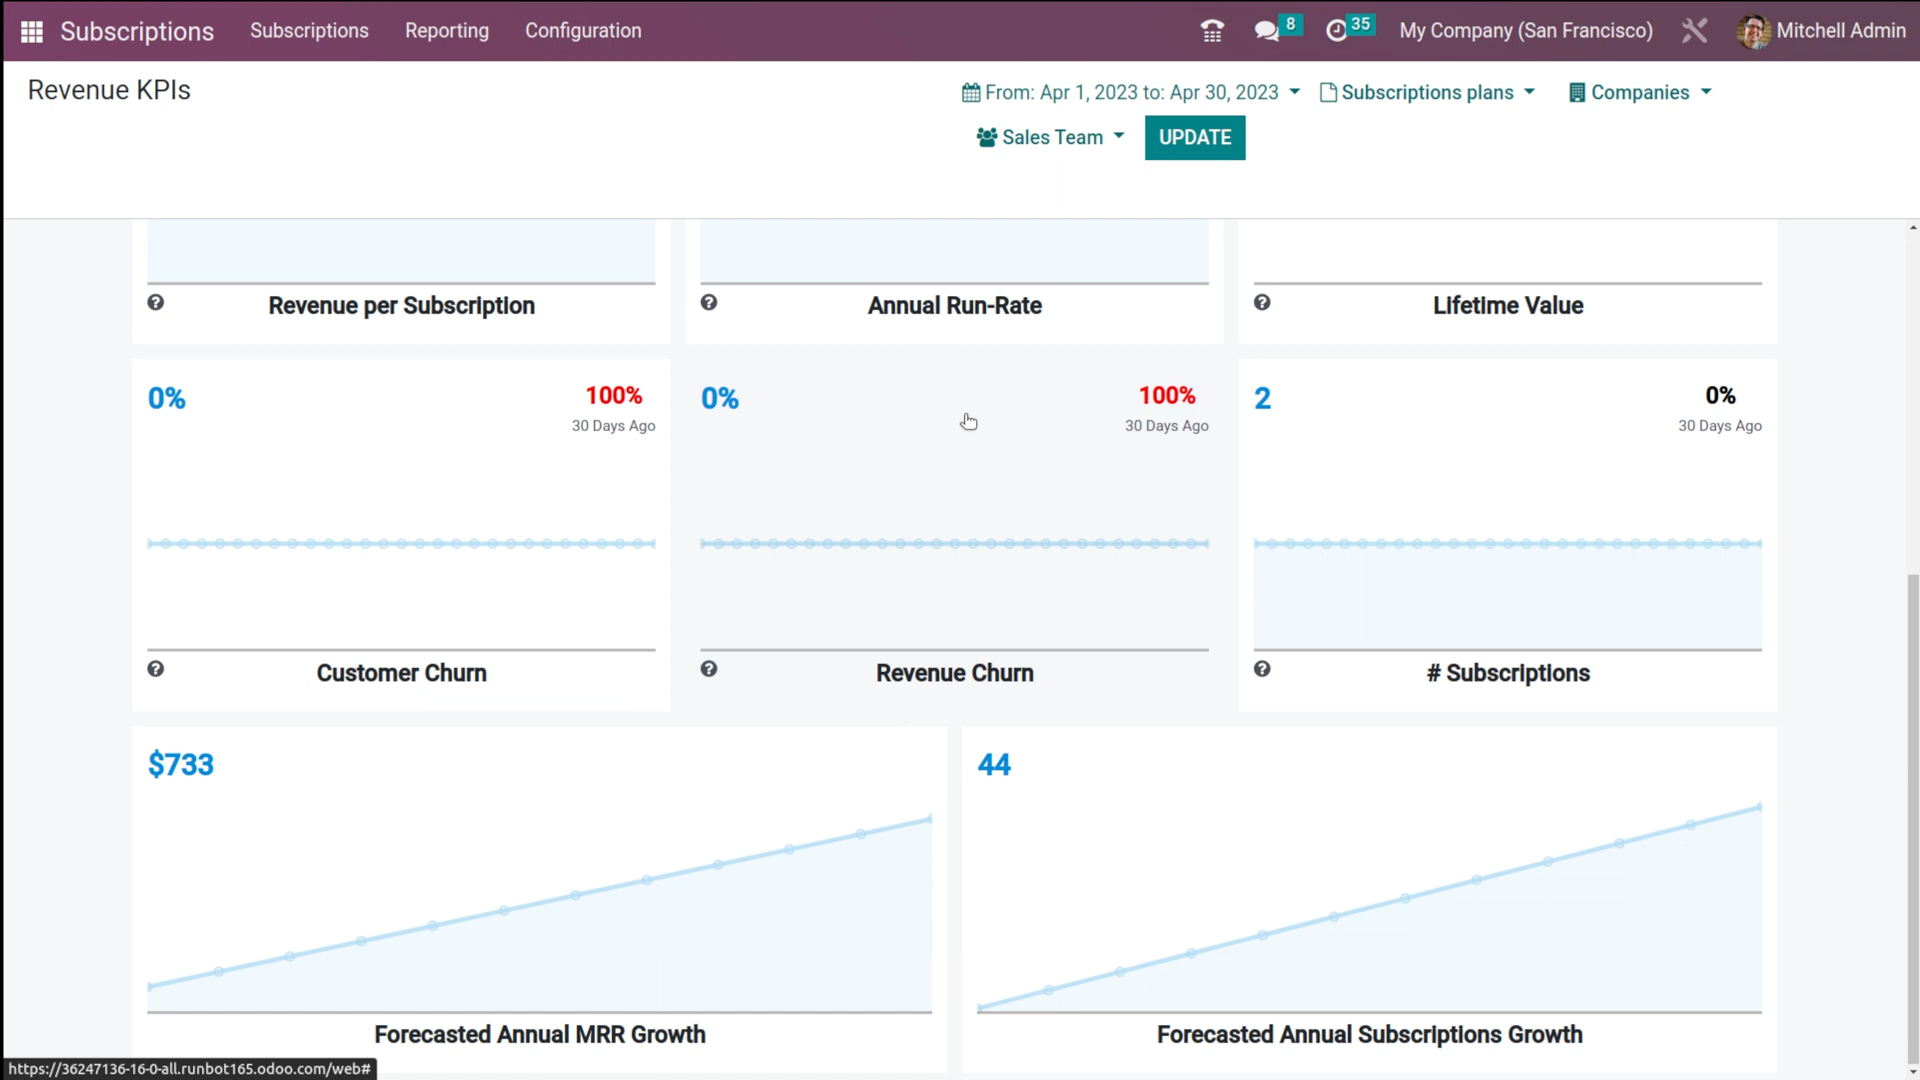 Subscriptions Subscriptions Reporting Configuration 8 35 My Company (San Francisco) Mitchell Admin
Revenue KPIs
From: Apr 1, 2023 to: Apr 30, 2023 Subscriptions plans Companies
Sales Team UPDATE
? Revenue per Subscription ? Annual Run-Rate ? Lifetime Value
0% 100% 0% 100% 2 0%
30 Days Ago 30 Days Ago 30 Days Ago
? Customer Churn ? Revenue Churn ? # Subscriptions
$733 44
Forecasted Annual MRR Growth Forecasted Annual Subscriptions Growth
https://36247136-16-0-all.runbot165.odoo.com/web#